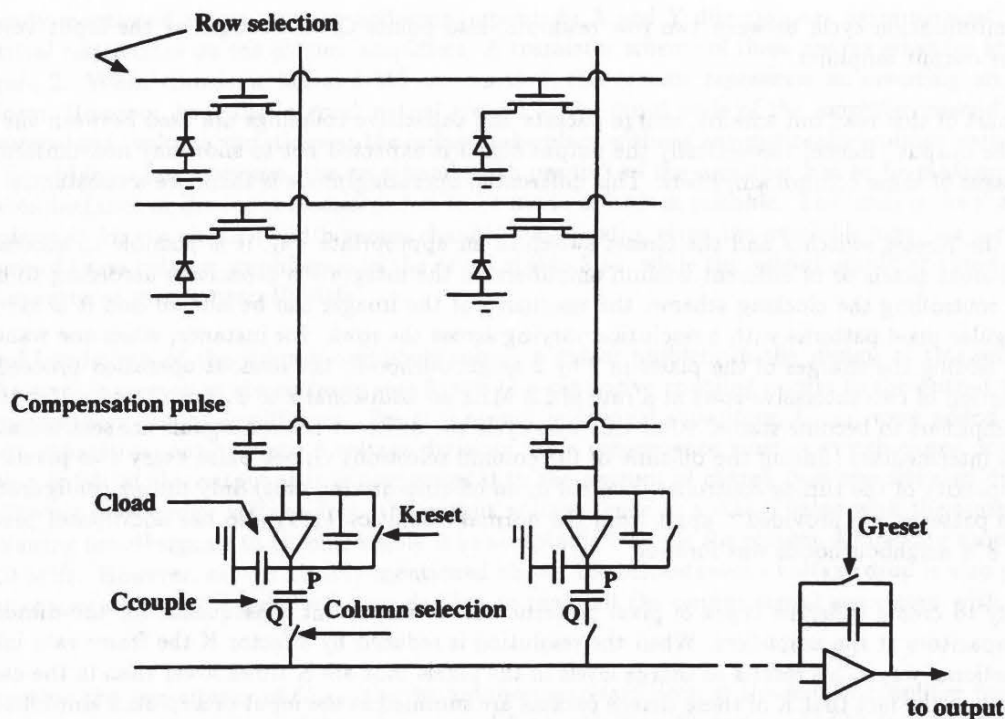 Row selection
Compensation pulse
Cload
Kreset
Greset
P
P
Ccouple
Q
Column selection
Q
to output